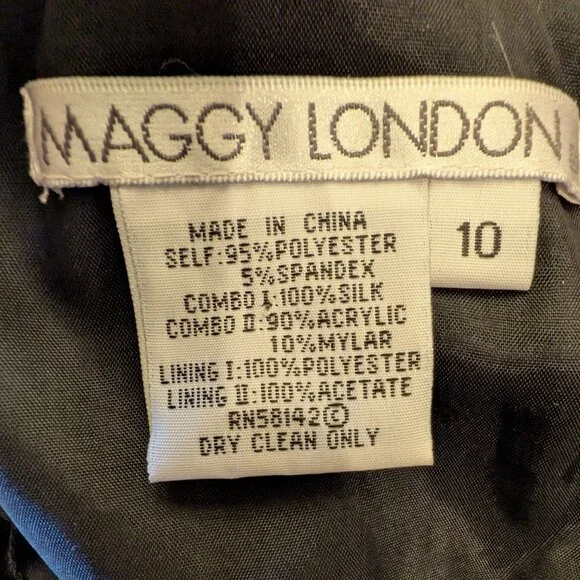 MAGGY LONDON
10
MADE IN CHINA
SELF:95%POLYESTER
5%SPANDEX
COMBO I:100%SILK
COMBO II:90%ACRYLIC
10%MYLAR
LINING I:100%POLYESTER
LINING II:100%ACETATE
RN58142Ⓒ
DRY CLEAN ONLY